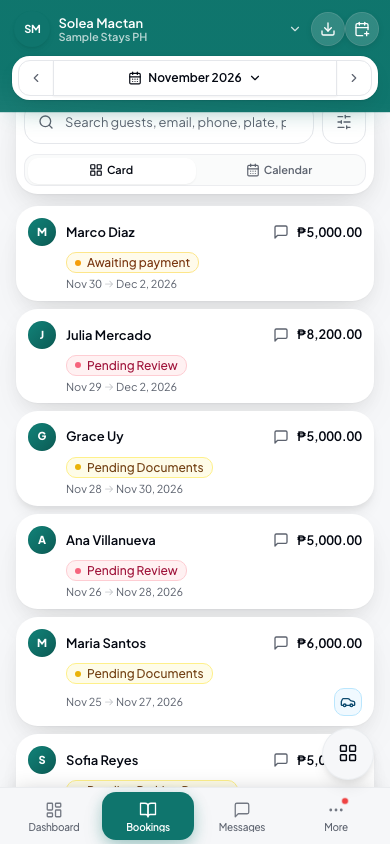 SM
Solea Mactan
Sample Stays PH
November 2026
Search guests, email, phone, plate, p
Card
Calendar
M
Marco Diaz
₱5,000.00
Awaiting payment
Nov 30 → Dec 2, 2026
J
Julia Mercado
₱8,200.00
Pending Review
Nov 29 → Dec 2, 2026
G
Grace Uy
₱5,000.00
Pending Documents
Nov 28 → Nov 30, 2026
A
Ana Villanueva
₱5,000.00
Pending Review
Nov 26 → Nov 28, 2026
M
Maria Santos
₱6,000.00
Pending Documents
Nov 25 → Nov 27, 2026
S
Sofia Reyes
₱5,0
Dashboard
Bookings
Messages
More